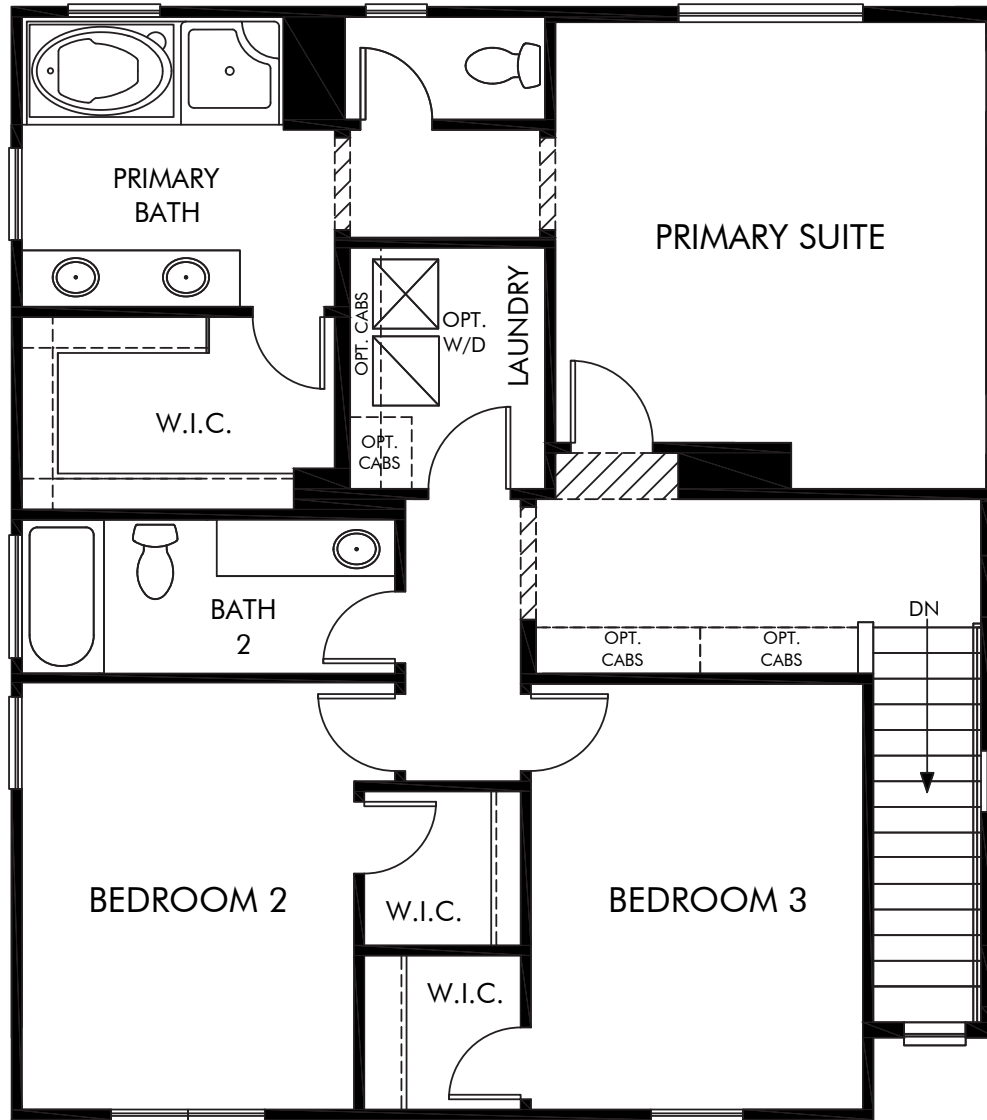 PRIMARY
BATH
PRIMARY SUITE
OPT. CABS
OPT.
W/D
LAUNDRY
W.I.C.
OPT.
CABS
BATH
2
DN
OPT.
CABS
OPT.
CABS
BEDROOM 2
W.I.C.
BEDROOM 3
W.I.C.